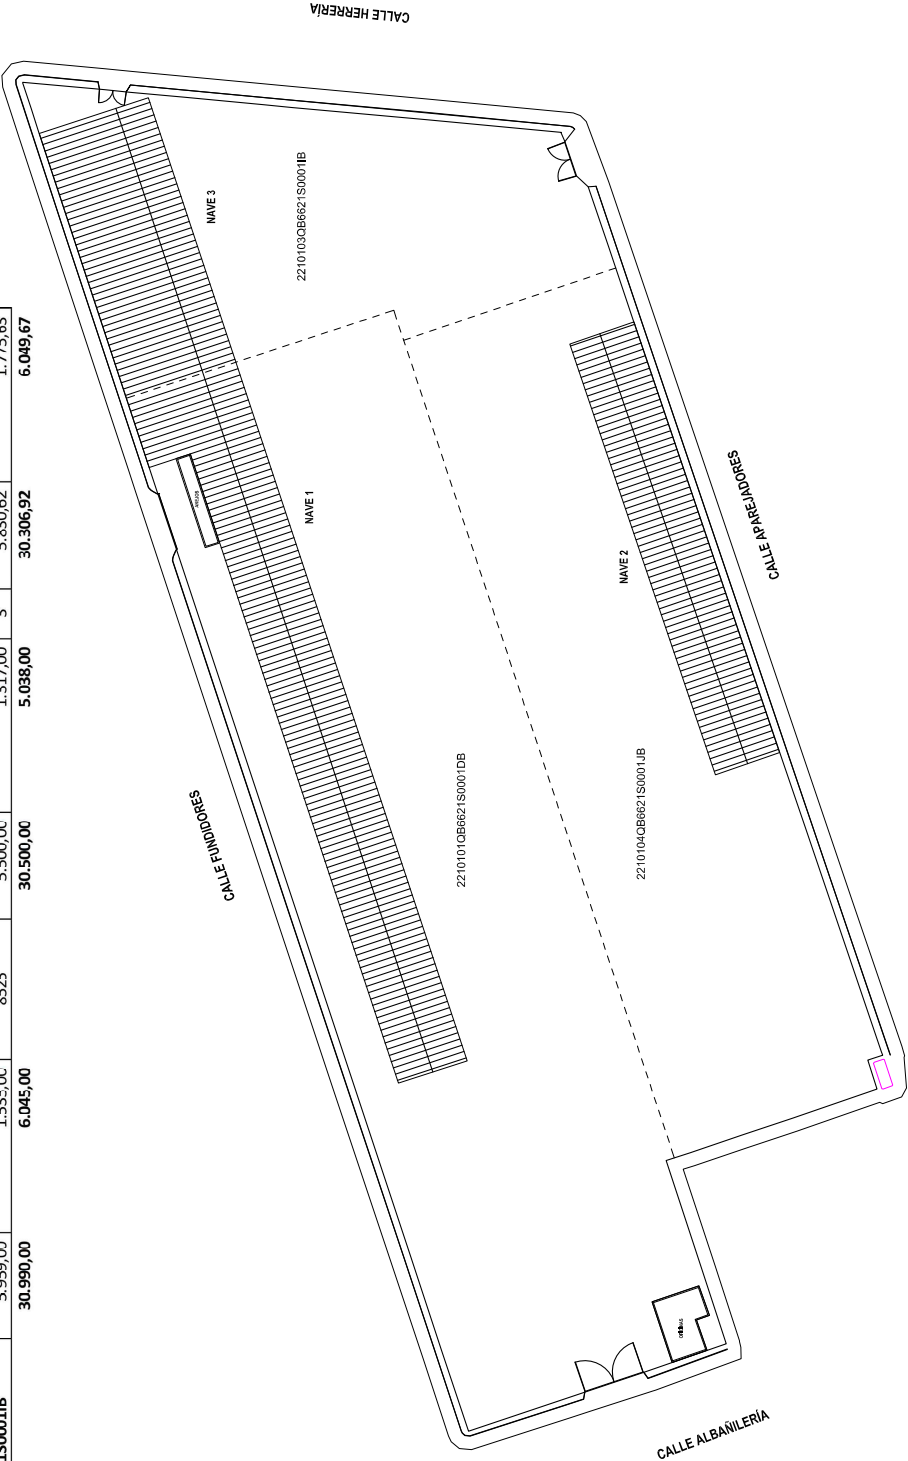 CALLE HERRERÍA
NAVE 3
2210103QB6621S0001IB
6.049,67
30.306,92
5.038,00
30.500,00
6.045,00
30.990,00
NAVE 1
NAVE 2
CALLE APAREJADORES
CALLE FUNDIDORES
2210101QB6621S0001DB
2210104QB6621S0001JB
CALLE ALBAÑILERÍA